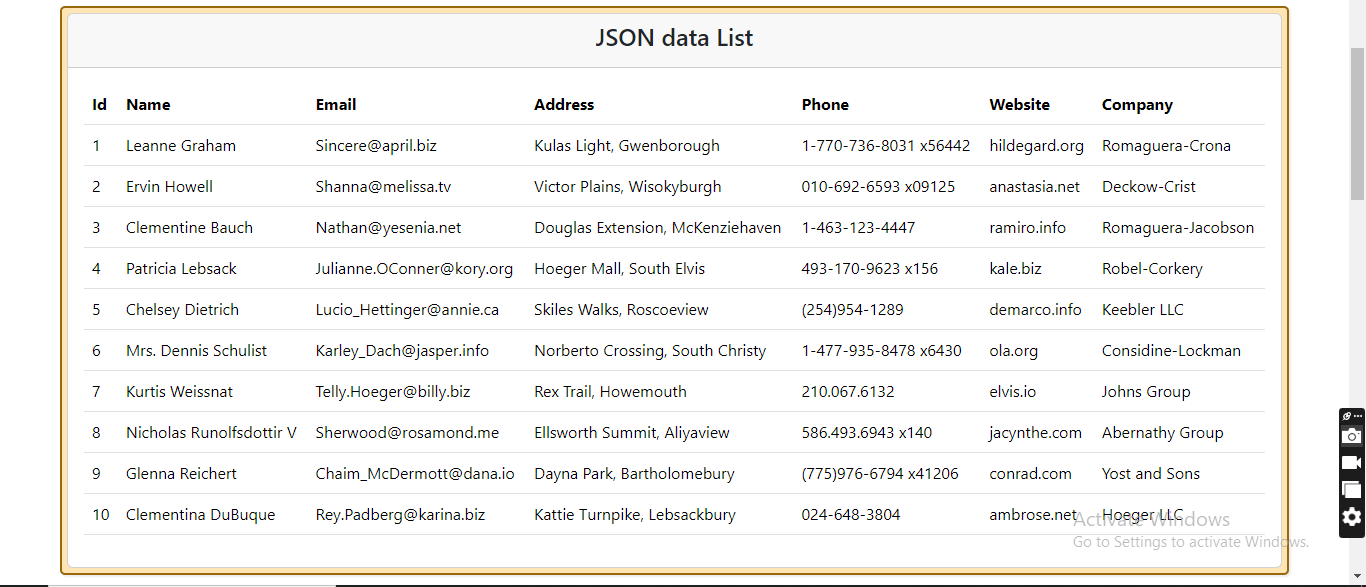 JSON data List
Id Name Email Address Phone Website Company
1 Leanne Graham Sincere@april.biz Kulas Light, Gwenborough 1-770-736-8031 x56442 hildegard.org Romaguera-Crona
2 Ervin Howell Shanna@melissa.tv Victor Plains, Wisokyburgh 010-692-6593 x09125 anastasia.net Deckow-Crist
3 Clementine Bauch Nathan@yesenia.net Douglas Extension, McKenziehaven 1-463-123-4447 ramiro.info Romaguera-Jacobson
4 Patricia Lebsack Julianne.OConner@kory.org Hoeger Mall, South Elvis 493-170-9623 x156 kale.biz Robel-Corkery
5 Chelsey Dietrich Lucio_Hettinger@annie.ca Skiles Walks, Roscoeview (254)954-1289 demarco.info Keebler LLC
6 Mrs. Dennis Schulist Karley_Dach@jasper.info Norberto Crossing, South Christy 1-477-935-8478 x6430 ola.org Considine-Lockman
7 Kurtis Weissnat Telly.Hoeger@billy.biz Rex Trail, Howemouth 210.067.6132 elvis.io Johns Group
8 Nicholas Runolfsdottir V Sherwood@rosamond.me Ellsworth Summit, Aliyaview 586.493.6943 x140 jacynthe.com Abernathy Group
9 Glenna Reichert Chaim_McDermott@dana.io Dayna Park, Bartholomebury (775)976-6794 x41206 conrad.com Yost and Sons
10 Clementina DuBuque Rey.Padberg@karina.biz Kattie Turnpike, Lebsackbury 024-648-3804 ambrose.net Hoeger LLC
Activate Windows
Go to Settings to activate Windows.